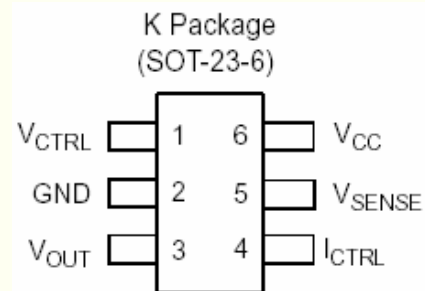 K Package
(SOT-23-6)
VCTRL 1 6 VCC
GND 2 5 VSENSE
VOUT 3 4 ICTRL